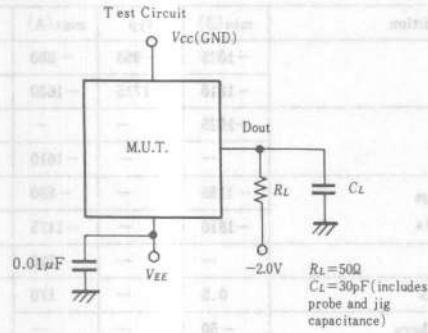 Test Circuit
Vcc(GND)
Dout
M.U.T.
RL
CL
0.01μF
VEE
−2.0V
RL=50Ω
CL=30pF(includes
probe and jig
capacitance)